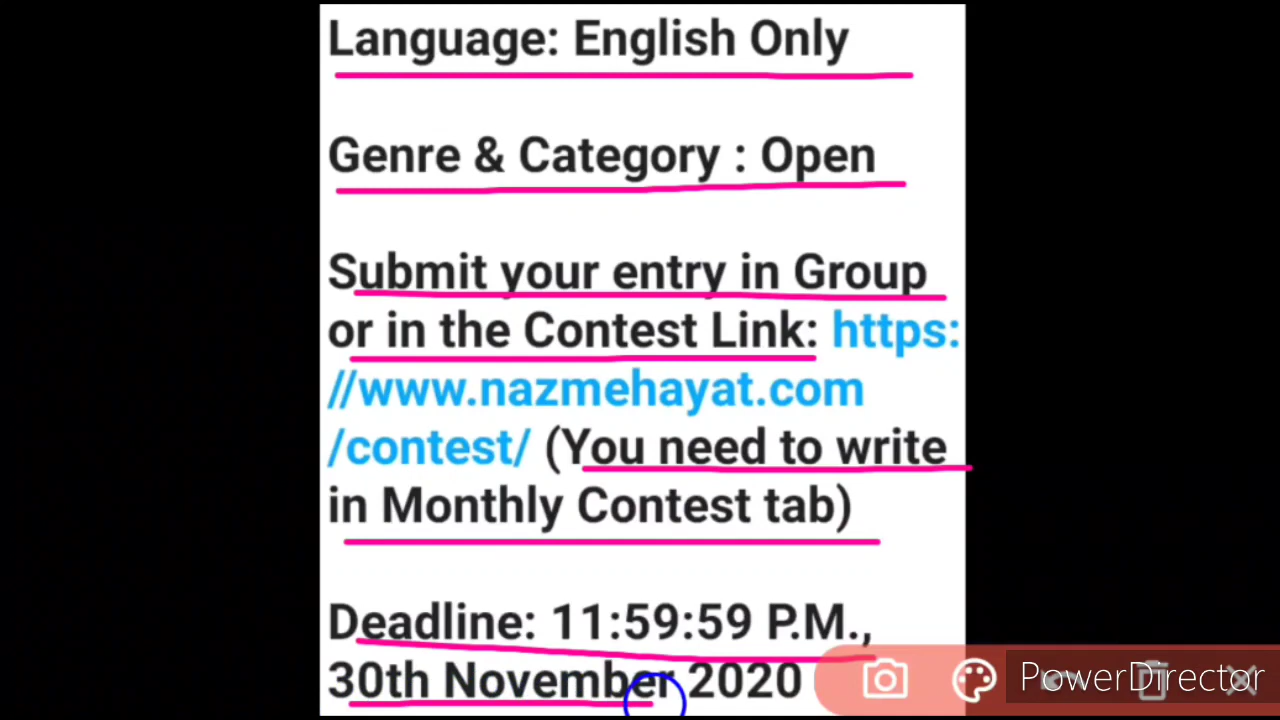 Language: English Only
Genre & Category : Open
Submit your entry in Group
or in the Contest Link: https:
//www.nazmehayat.com
/contest/ (You need to write
in Monthly Contest tab)
Deadline: 11:59:59 P.M.,
30th November 2020
PowerDirector